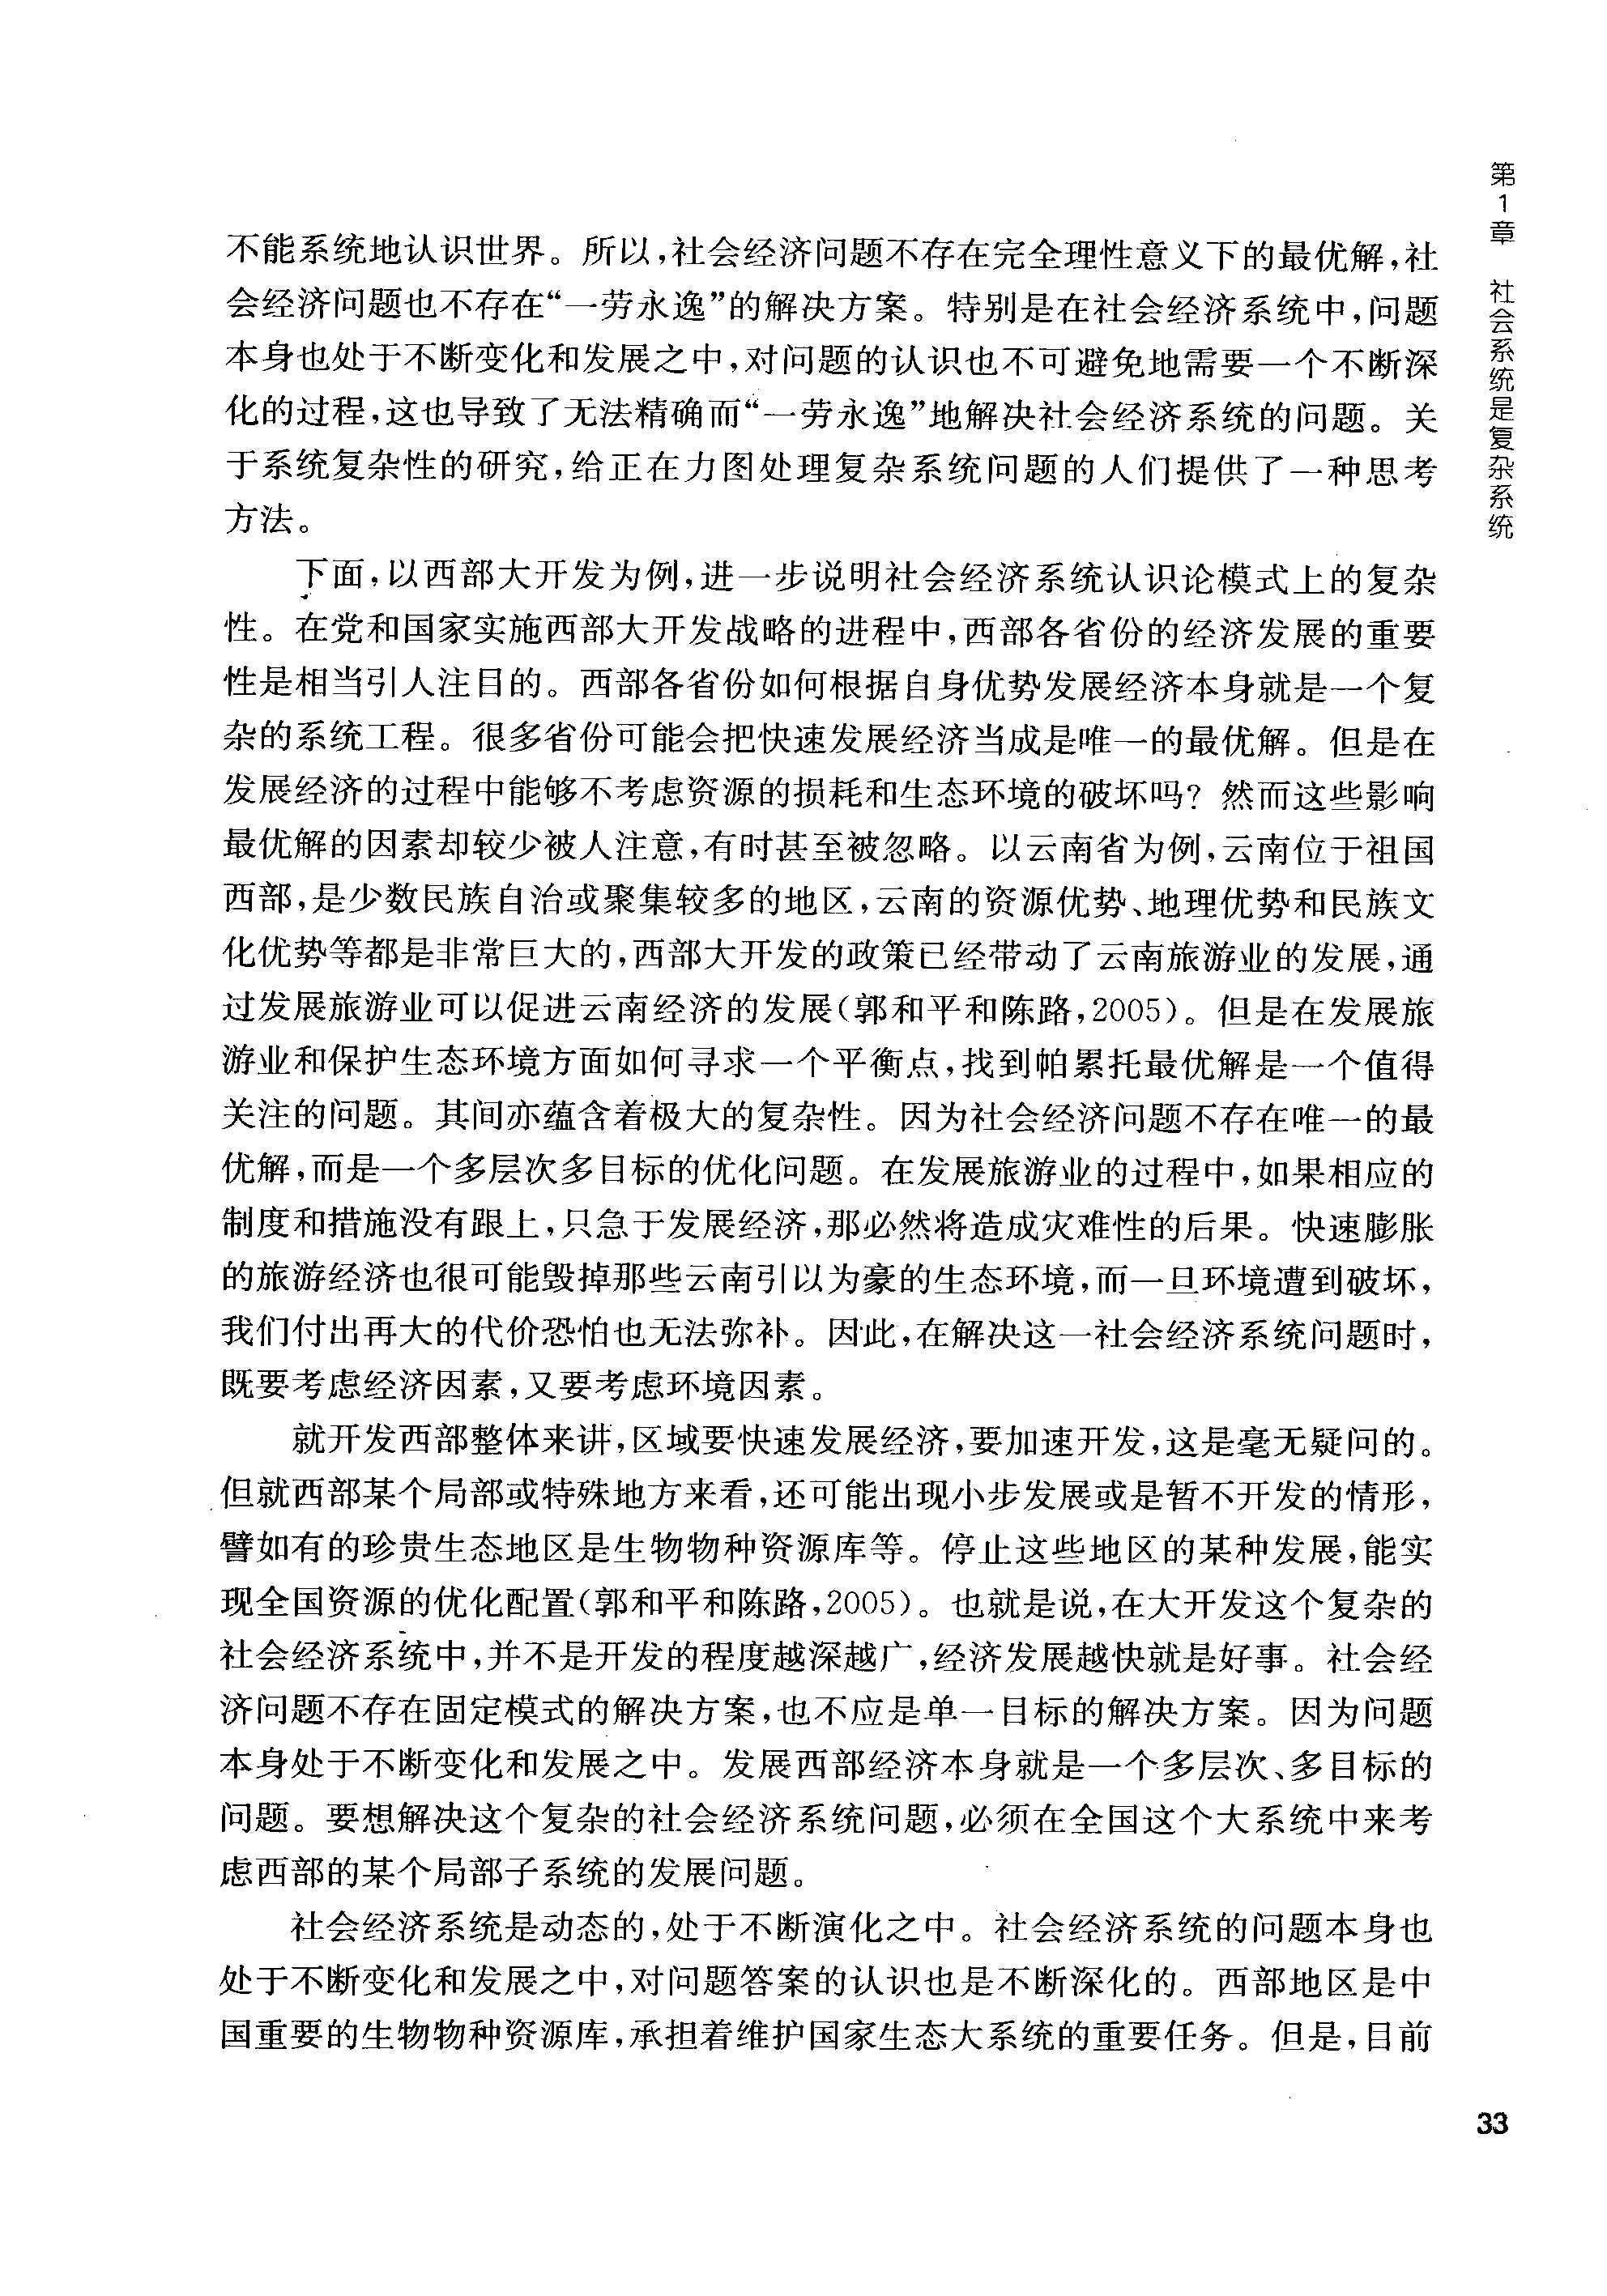 第1章 社会系统是复杂系统
不能系统地认识世界。所以,社会经济问题不存在完全理性意义下的最优解,社
会经济问题也不存在“一劳永逸”的解决方案。特别是在社会经济系统中,问题
本身也处于不断变化和发展之中,对问题的认识也不可避免地需要一个不断深
化的过程,这也导致了无法精确而“一劳永逸”地解决社会经济系统的问题。关
于系统复杂性的研究,给正在力图处理复杂系统问题的人们提供了一种思考
方法。
下面,以西部大开发为例,进一步说明社会经济系统认识论模式上的复杂
性。在党和国家实施西部大开发战略的进程中,西部各省份的经济发展的重要
性是相当引人注目的。西部各省份如何根据自身优势发展经济本身就是一个复
杂的系统工程。很多省份可能会把快速发展经济当成是唯一的最优解。但是在
发展经济的过程中能够不考虑资源的损耗和生态环境的破坏吗?然而这些影响
最优解的因素却较少被人注意,有时甚至被忽略。以云南省为例,云南位于祖国
西部,是少数民族自治或聚集较多的地区,云南的资源优势、地理优势和民族文
化优势等都是非常巨大的,西部大开发的政策已经带动了云南旅游业的发展,通
过发展旅游业可以促进云南经济的发展(郭和平和陈路,2005)。但是在发展旅
游业和保护生态环境方面如何寻求一个平衡点,找到帕累托最优解是一个值得
关注的问题。其间亦蕴含着极大的复杂性。因为社会经济问题不存在唯一的最
优解,而是一个多层次多目标的优化问题。在发展旅游业的过程中,如果相应的
制度和措施没有跟上,只急于发展经济,那必然将造成灾难性的后果。快速膨胀
的旅游经济也很可能毁掉那些云南引以为豪的生态环境,而一旦环境遭到破坏,
我们付出再大的代价恐怕也无法弥补。因此,在解决这一社会经济系统问题时,
既要考虑经济因素,又要考虑环境因素。
就开发西部整体来讲,区域要快速发展经济,要加速开发,这是毫无疑问的。
但就西部某个局部或特殊地方来看,还可能出现小步发展或是暂不开发的情形,
譬如有的珍贵生态地区是生物物种资源库等。停止这些地区的某种发展,能实
现全国资源的优化配置(郭和平和陈路,2005)。也就是说,在大开发这个复杂的
社会经济系统中,并不是开发的程度越深越广,经济发展越快就是好事。社会经
济问题不存在固定模式的解决方案,也不应是单一目标的解决方案。因为问题
本身处于不断变化和发展之中。发展西部经济本身就是一个多层次、多目标的
问题。要想解决这个复杂的社会经济系统问题,必须在全国这个大系统中来考
虑西部的某个局部子系统的发展问题。
社会经济系统是动态的,处于不断演化之中。社会经济系统的问题本身也
处于不断变化和发展之中,对问题答案的认识也是不断深化的。西部地区是中
国重要的生物物种资源库,承担着维护国家生态大系统的重要任务。但是,目前
33